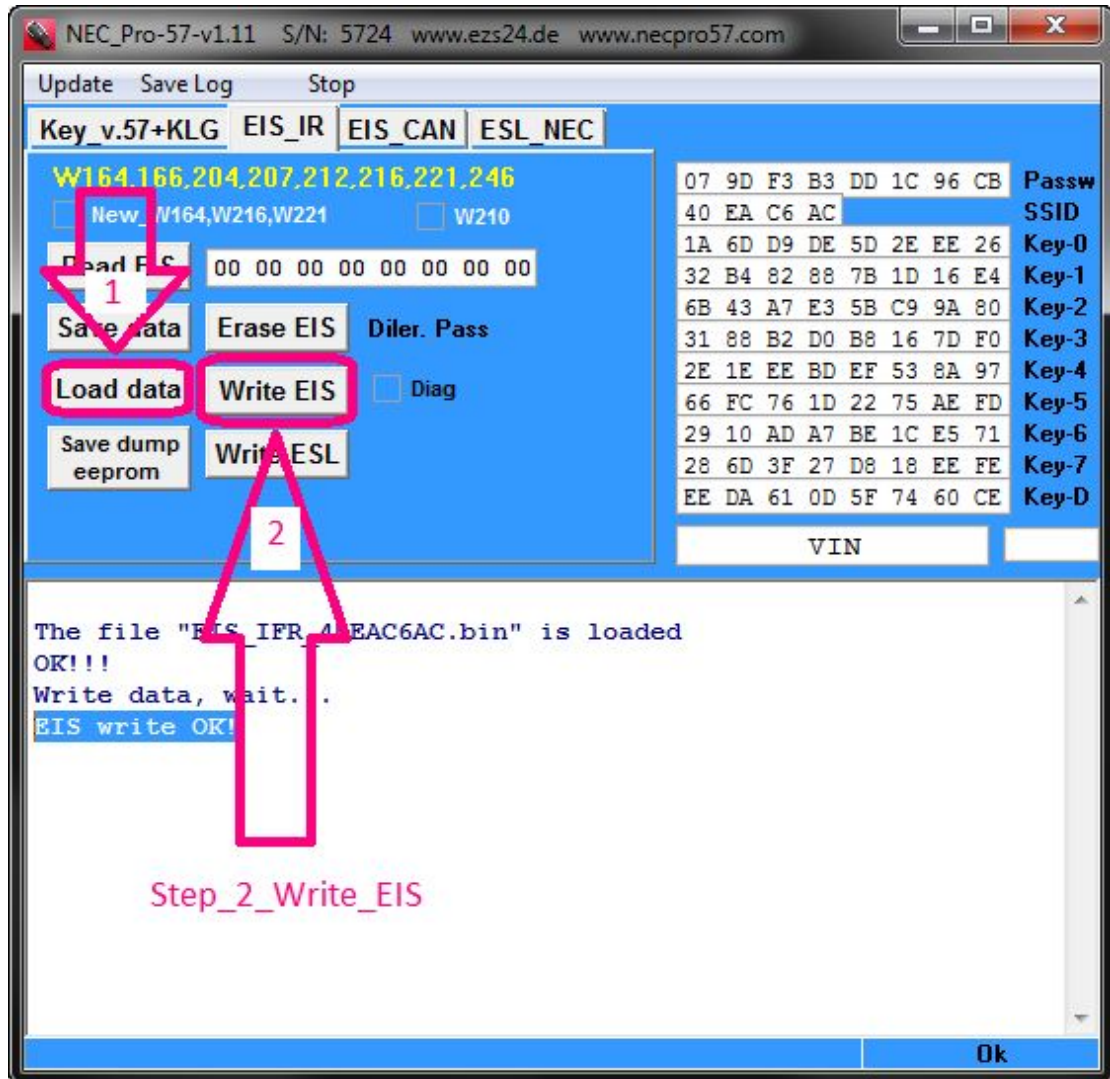 NEC_Pro-57-v1.11 S/N: 5724 www.ezs24.de www.necpro57.com
Update Save Log Stop
Key_v.57+KLG EIS_IR EIS_CAN ESL_NEC
W164,166,204,207,212,216,221,246
New_W164,W216,W221 W210
Read EIS 00 00 00 00 00 00 00 00
1
Save data Erase EIS Diler. Pass
Load data Write EIS Diag
Save dump
eeprom
Write ESL
2
07 9D F3 B3 DD 1C 96 CB Passw
40 EA C6 AC SSID
1A 6D D9 DE 5D 2E EE 26 Key-0
32 B4 82 88 7B 1D 16 E4 Key-1
6B 43 A7 E3 5B C9 9A 80 Key-2
31 88 B2 D0 B8 16 7D F0 Key-3
2E 1E EE BD EF 53 8A 97 Key-4
66 FC 76 1D 22 75 AE FD Key-5
29 10 AD A7 BE 1C E5 71 Key-6
28 6D 3F 27 D8 18 EE FE Key-7
EE DA 61 0D 5F 74 60 CE Key-D
VIN
The file "EIS_IFR_40EAC6AC.bin" is loaded
OK!!!
Write data, wait...
EIS write OK!
Step_2_Write_EIS
Ok